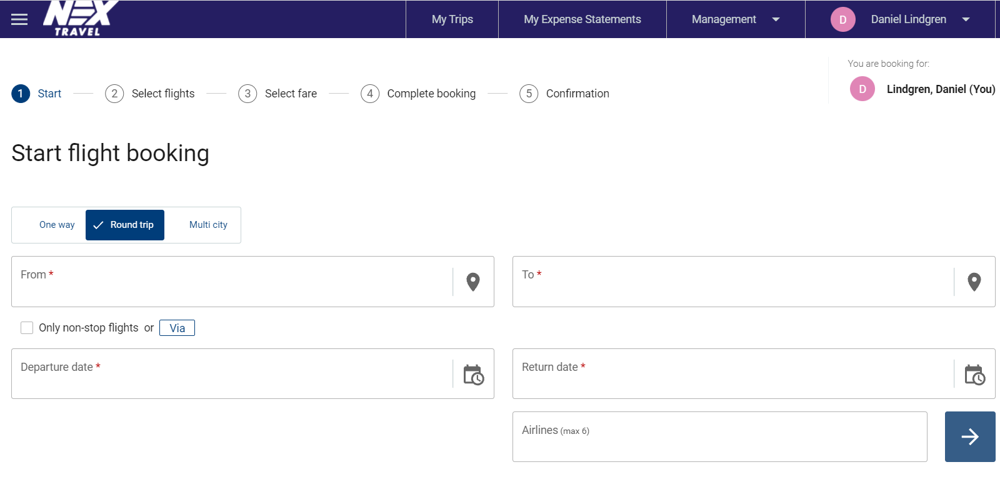 NEX
TRAVEL
My Trips
My Expense Statements
Management
D
Daniel Lindgren
You are booking for:
D
Lindgren, Daniel (You)
1 Start
2 Select flights
3 Select fare
4 Complete booking
5 Confirmation
Start flight booking
One way
Round trip
Multi city
From *
To *
Only non-stop flights or Via
Departure date *
Return date *
Airlines (max 6)